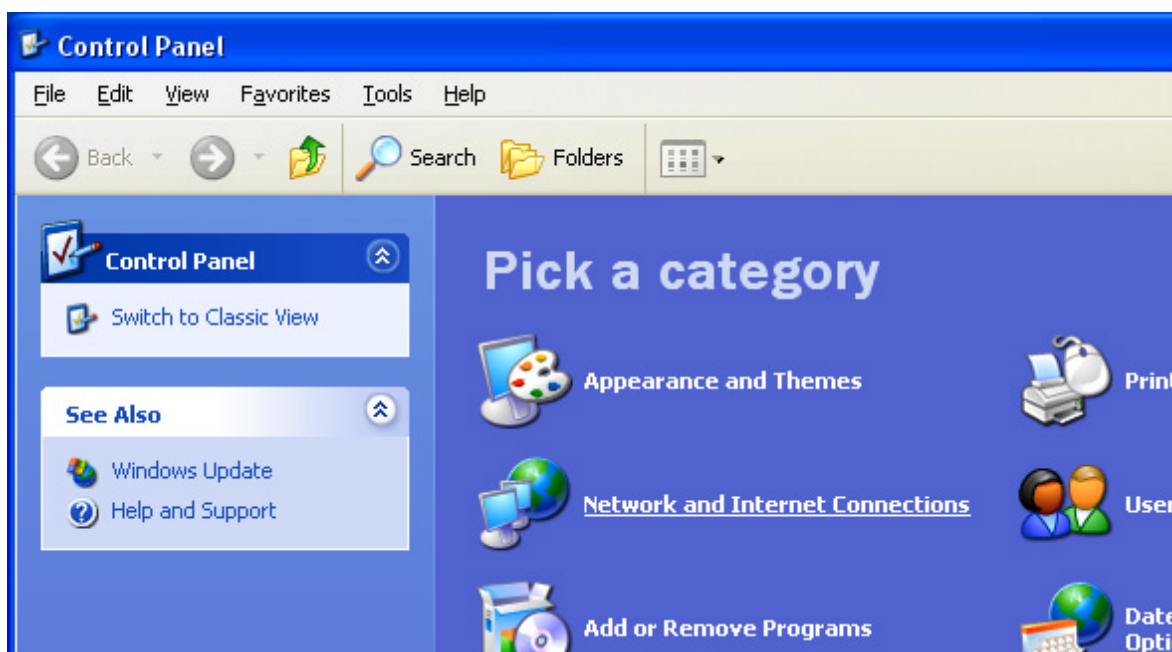 Control Panel
File Edit View Favorites Tools Help
Back Search Folders
Control Panel
Switch to Classic View
See Also
Windows Update
Help and Support
Pick a category
Appearance and Themes
Network and Internet Connections
Add or Remove Programs
Date